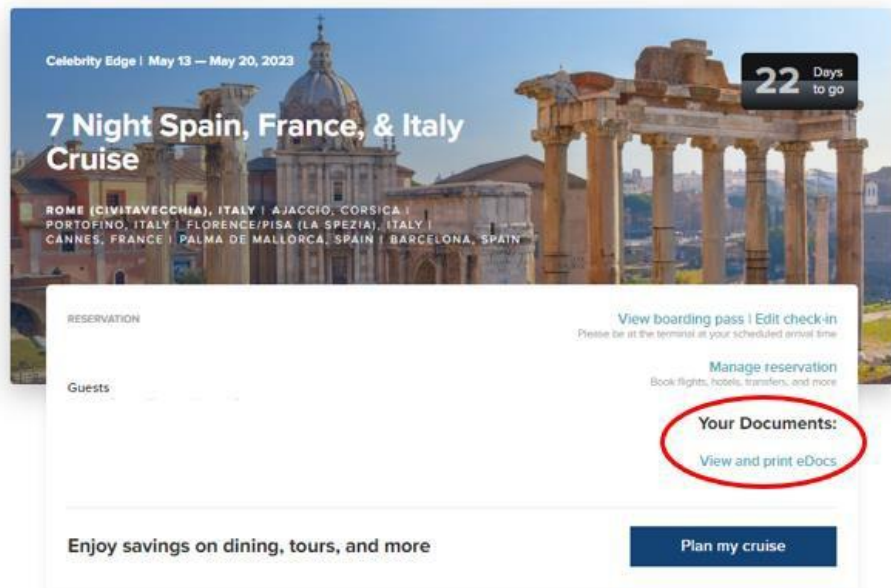 Celebrity Edge | May 13 — May 20, 2023
22 Days to go
7 Night Spain, France, & Italy
Cruise
ROME (CIVITAVECCHIA), ITALY | AJACCIO, CORSICA |
PORTOFINO, ITALY | FLORENCE/PISA (LA SPEZIA), ITALY |
CANNES, FRANCE | PALMA DE MALLORCA, SPAIN | BARCELONA, SPAIN
RESERVATION
View boarding pass | Edit check-in
Please be at the terminal at your scheduled arrival time
Manage reservation
Book flights, hotels, transfers, and more
Guests
Your Documents:
View and print eDocs
Enjoy savings on dining, tours, and more
Plan my cruise